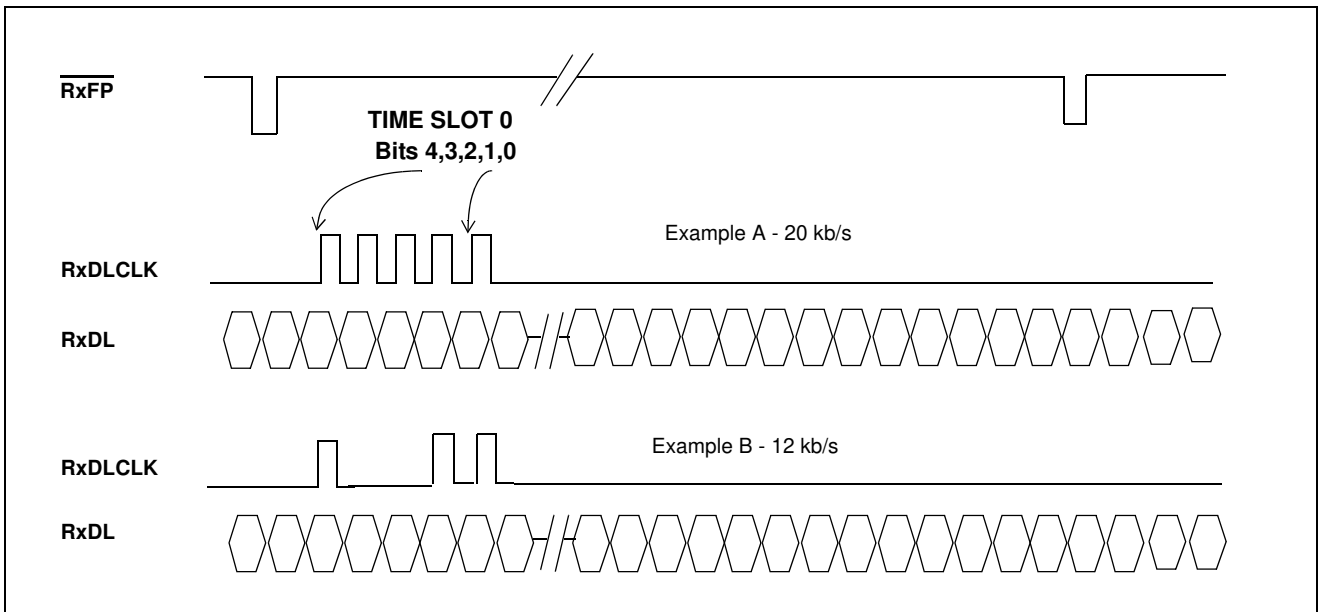 RxFP
TIME SLOT 0
Bits 4,3,2,1,0
Example A - 20 kb/s
RxDLCLK
RxDL
Example B - 12 kb/s
RxDLCLK
RxDL